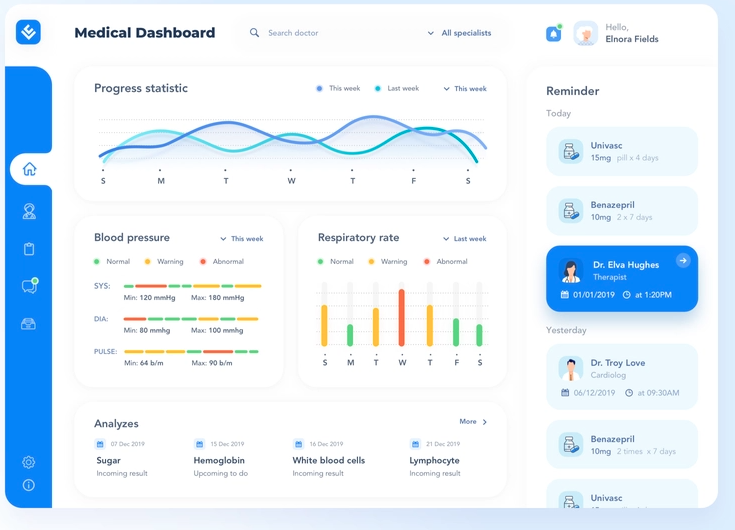 Medical Dashboard
Search doctor
All specialists
Hello,
Elnora Fields
Progress statistic
This week
Last week
This week
S M T W T F S
Blood pressure
This week
Normal Warning Abnormal
SYS:
Min: 120 mmHg Max: 180 mmHg
DIA:
Min: 80 mmhg Max: 100 mmHg
PULSE:
Min: 64 b/m Max: 90 b/m
Respiratory rate
Last week
Normal Warning Abnormal
S M T W T F S
Analyzes
More
07 Dec 2019
Sugar
Incoming result
15 Dec 2019
Hemoglobin
Upcoming to do
16 Dec 2019
White blood cells
Incoming result
21 Dec 2019
Lymphocyte
Incoming result
Reminder
Today
Univasc
15mg pill x 4 days
Benazepril
10mg 2 x 7 days
Dr. Elva Hughes
Therapist
01/01/2019 at 1:20PM
Yesterday
Dr. Troy Love
Cardiolog
06/12/2019 at 09:30AM
Benazepril
10mg 2 times x 7 days
Univasc